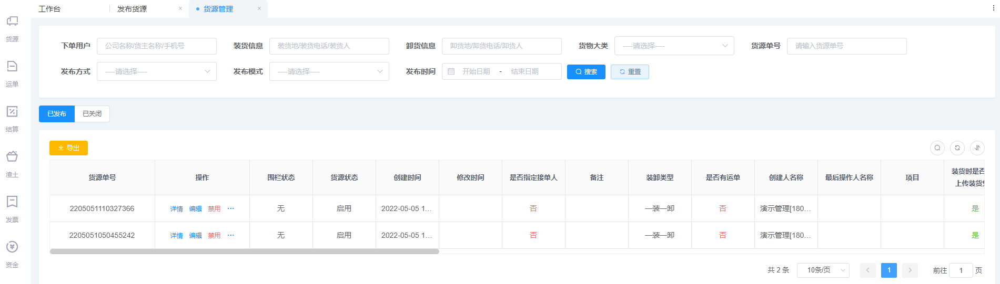 工作台 发布货源 × 货源管理 ×
货源
运单
结算
渣土
发票
资金
下单用户 公司名称/货主名称/手机号 装货信息 装货地/装货电话/装货人 卸货信息 卸货地/卸货电话/卸货人 货物大类 ----请选择---- 货源单号 请输入货源单号
发布方式 ----请选择---- 发布模式 ----请选择---- 发布时间 开始日期 - 结束日期 搜索 重置
已发布 已关闭
导出
货源单号 操作 围栏状态 货源状态 创建时间 修改时间 是否指定接单人 备注 装卸类型 是否有运单 创建人名称 最后操作人名称 项目 装货时是否
上传装货
2205051110327366 详情 编辑 禁用 ··· 无 启用 2022-05-05 1... 否 一装一卸 否 演示管理[180... 是
2205051050455242 详情 编辑 禁用 ··· 无 启用 2022-05-05 1... 否 一装一卸 否 演示管理[180... 是
共 2 条 10条/页 < 1 > 前往 1 页